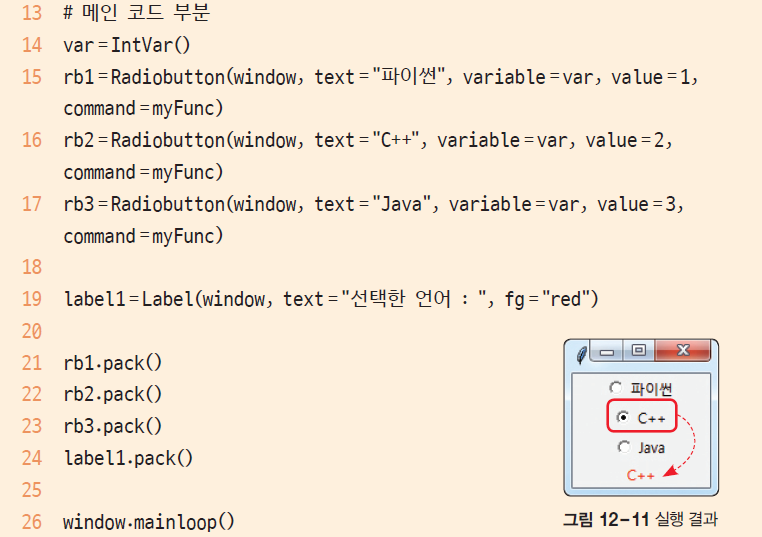 13 # 메인 코드 부분
14 var=IntVar()
15 rb1=Radiobutton(window, text="파이썬", variable=var, value=1,
command=myFunc)
16 rb2=Radiobutton(window, text="C++", variable=var, value=2,
command=myFunc)
17 rb3=Radiobutton(window, text="Java", variable=var, value=3,
command=myFunc)
18
19 label1=Label(window, text="선택한 언어 : ", fg="red")
20
21 rb1.pack()
22 rb2.pack()
23 rb3.pack()
24 label1.pack()
25
26 window.mainloop()
파이썬
C++
Java
C++
그림 12-11 실행 결과